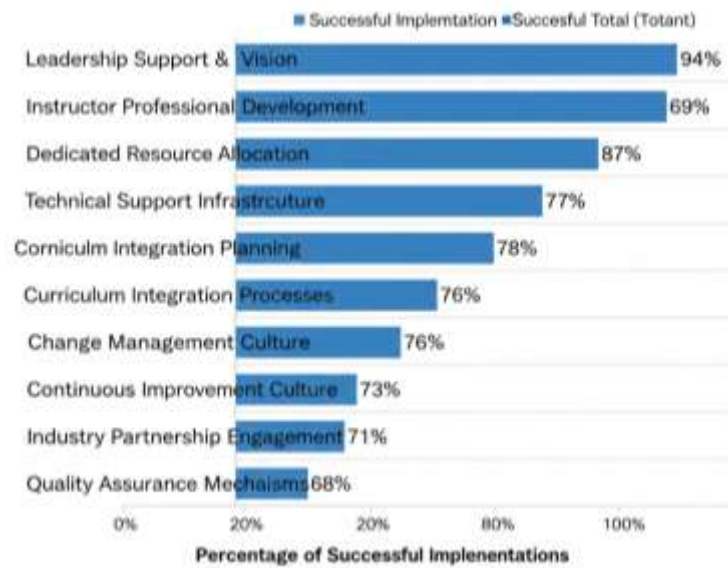 Successful Implemtation Succesful Total (Totant)
Leadership Support & Vision 94%
Instructor Professional Development 69%
Dedicated Resource Allocation 87%
Technical Support Infrastrcuture 77%
Corniculm Integration Planning 78%
Curriculum Integration Processes 76%
Change Management Culture 76%
Continuous Improvement Culture 73%
Industry Partnership Engagement 71%
Quality Assurance Mechaisms 68%
0% 20% 20% 80% 100%
Percentage of Successful Implenentations